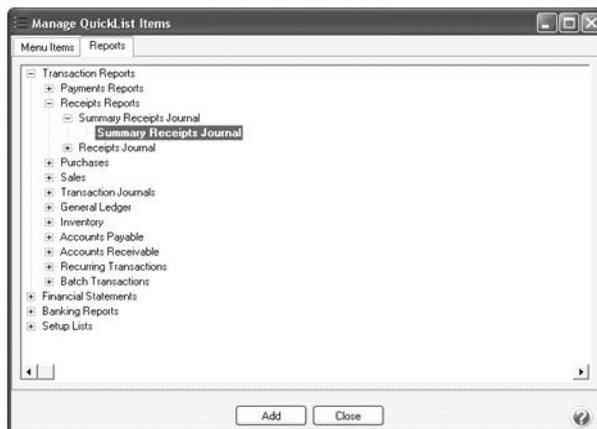 Manage QuickList Items
Menu Items Reports
Transaction Reports
Payments Reports
Receipts Reports
Summary Receipts Journal
Summary Receipts Journal
Receipts Journal
Purchases
Sales
Transaction Journals
General Ledger
Inventory
Accounts Payable
Accounts Receivable
Recurring Transactions
Batch Transactions
Financial Statements
Banking Reports
Setup Lists
Add Close